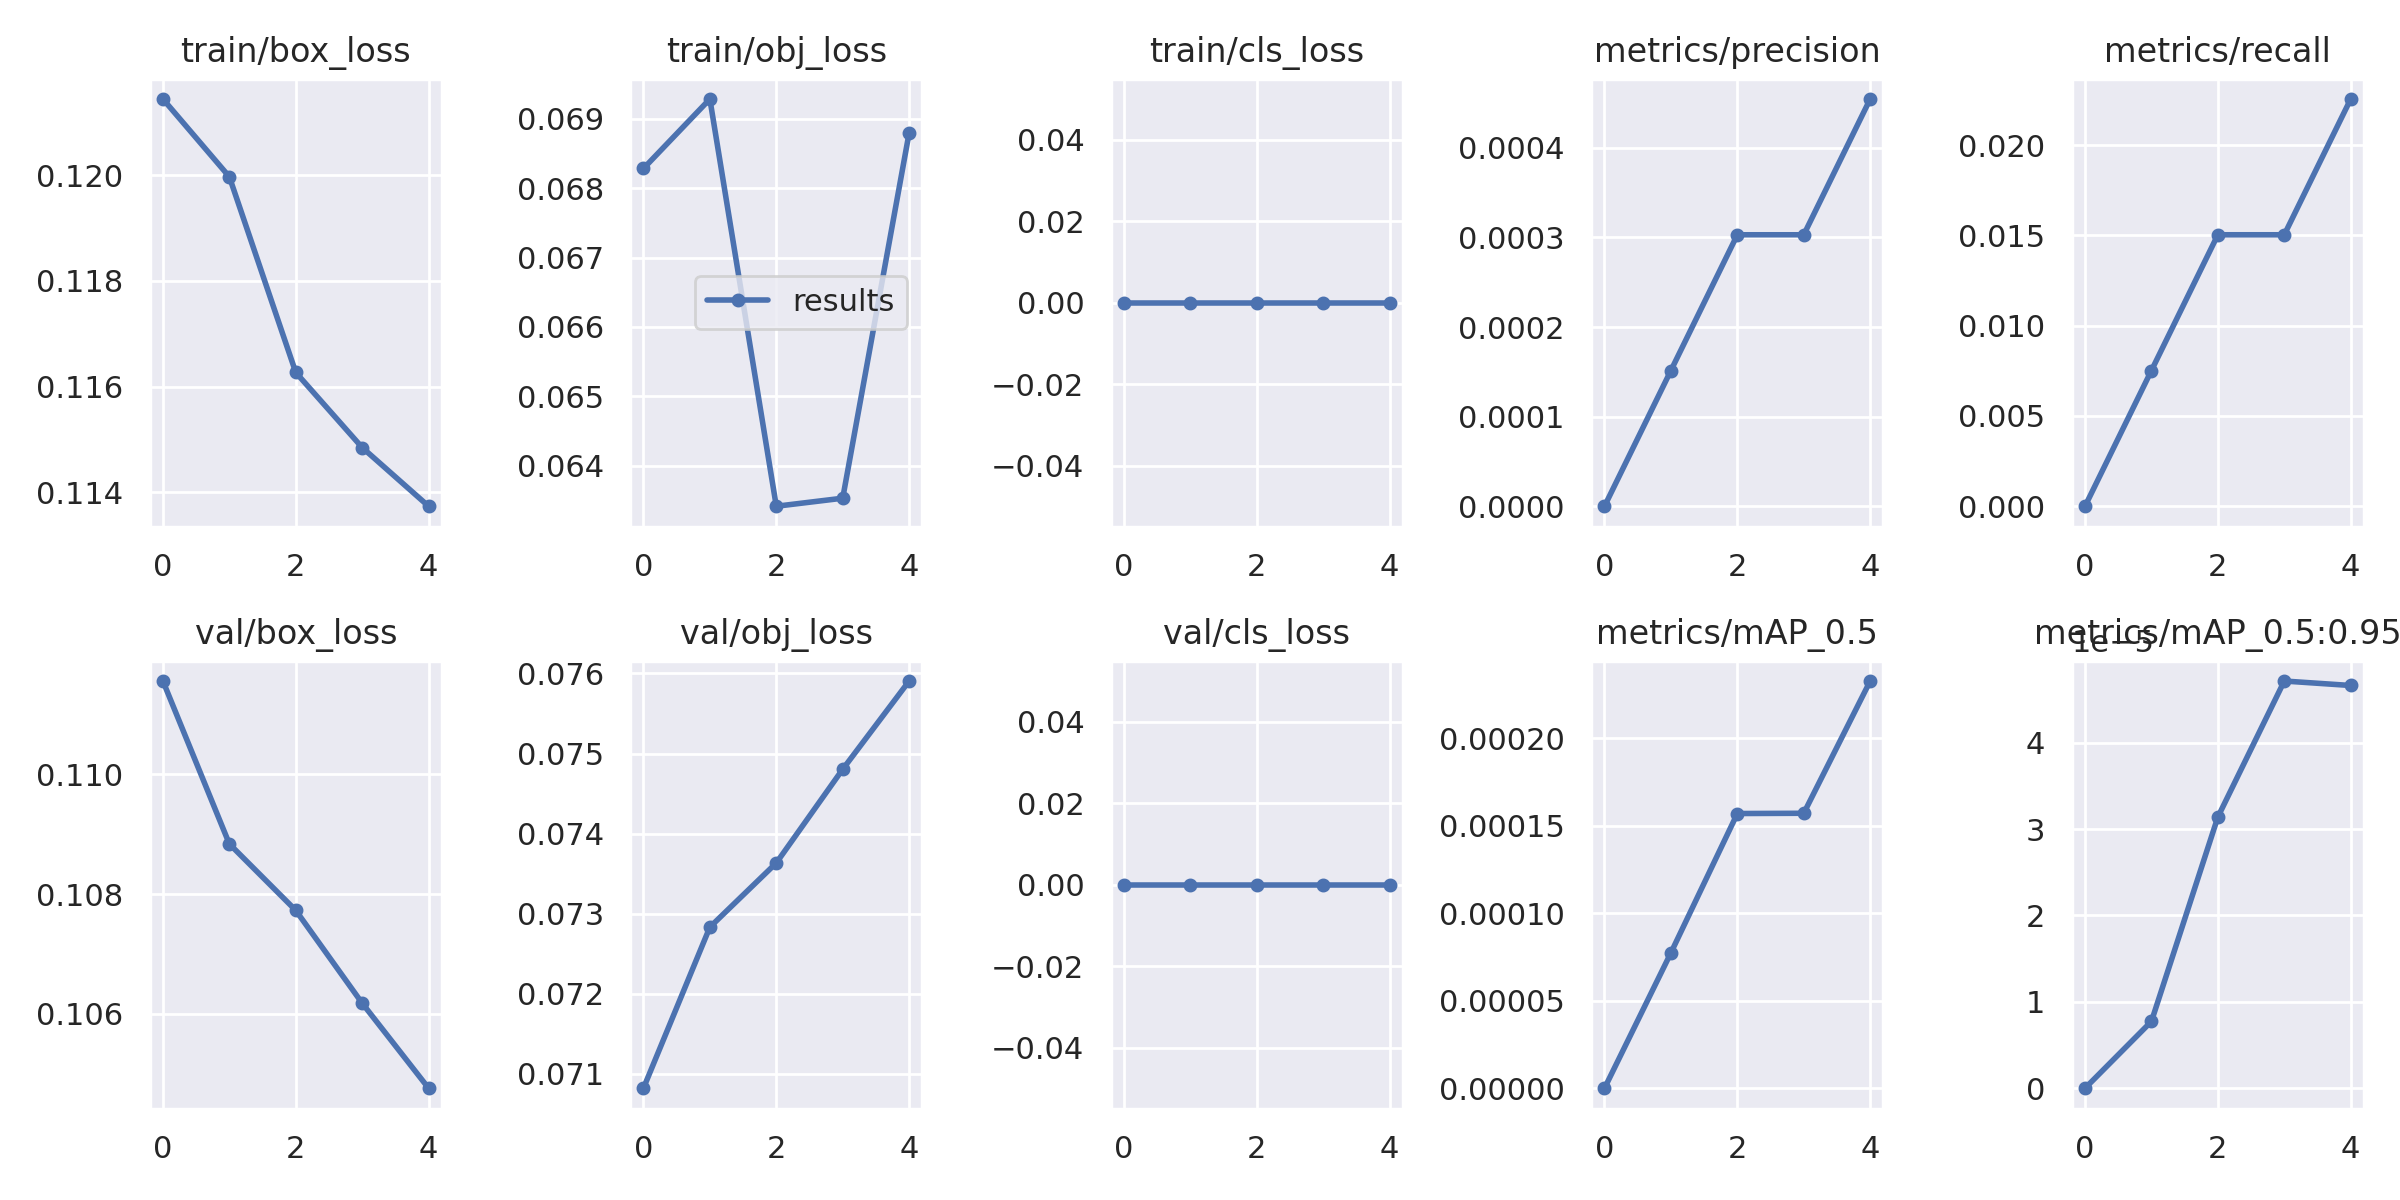 train/box_loss
0.120
0.118
0.116
0.114
0 2 4
train/obj_loss
0.069
0.068
0.067
0.066
0.065
0.064
results
0 2 4
train/cls_loss
0.04
0.02
0.00
−0.02
−0.04
0 2 4
metrics/precision
0.0004
0.0003
0.0002
0.0001
0.0000
0 2 4
metrics/recall
0.020
0.015
0.010
0.005
0.000
0 2 4
val/box_loss
0.110
0.108
0.106
0 2 4
val/obj_loss
0.076
0.075
0.074
0.073
0.072
0.071
0 2 4
val/cls_loss
0.04
0.02
0.00
−0.02
−0.04
0 2 4
metrics/mAP_0.5
0.00020
0.00015
0.00010
0.00005
0.00000
0 2 4
metrics/mAP_0.5:0.95
1e−5
4
3
2
1
0
0 2 4